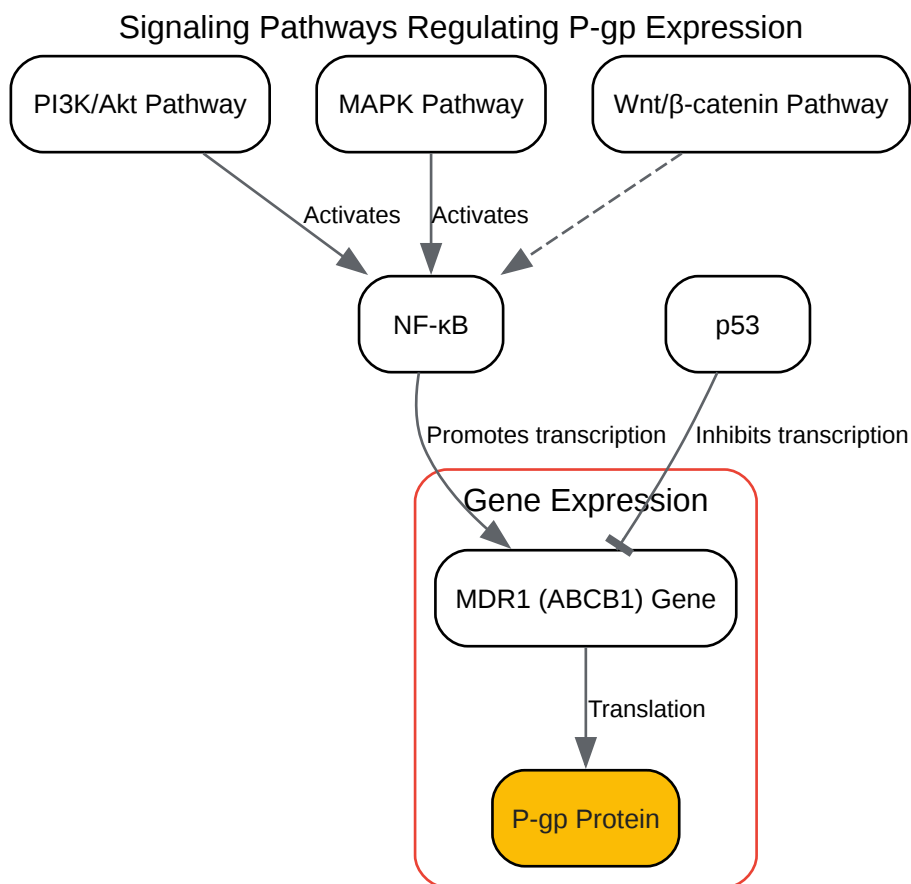 Signaling Pathways Regulating P-gp Expression
PI3K/Akt Pathway
MAPK Pathway
Wnt/β-catenin Pathway
Activates
Activates
NF-κB
p53
Promotes transcription
Inhibits transcription
Gene Expression
MDR1 (ABCB1) Gene
Translation
P-gp Protein